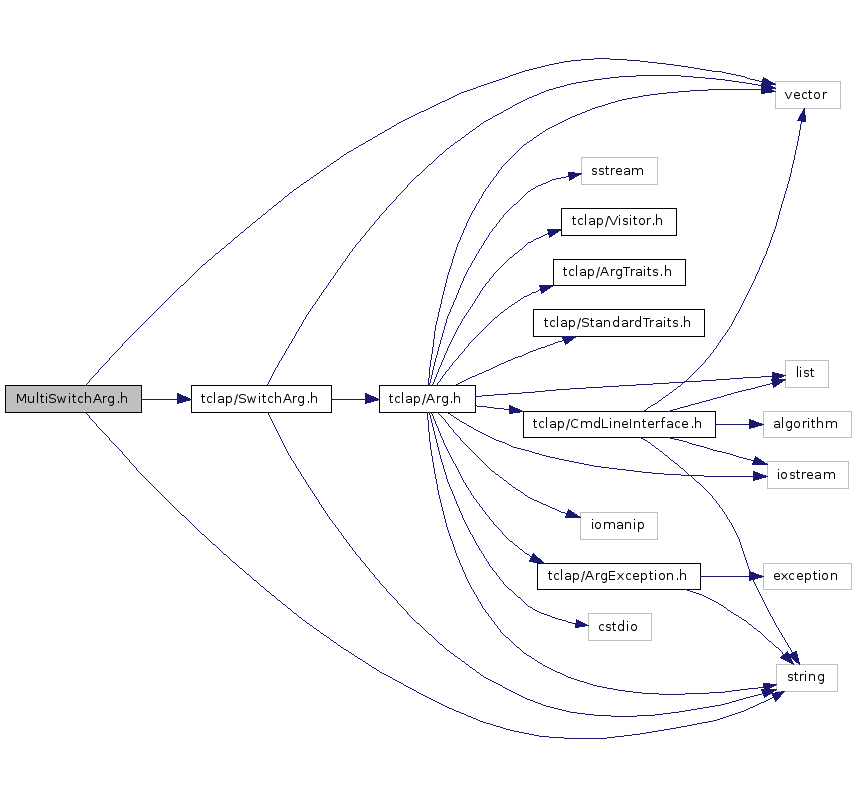 vector
sstream
tclap/Visitor.h
tclap/ArgTraits.h
tclap/StandardTraits.h
list
MultiSwitchArg.h
tclap/SwitchArg.h
tclap/Arg.h
tclap/CmdLineInterface.h
algorithm
iostream
iomanip
tclap/ArgException.h
exception
cstdio
string